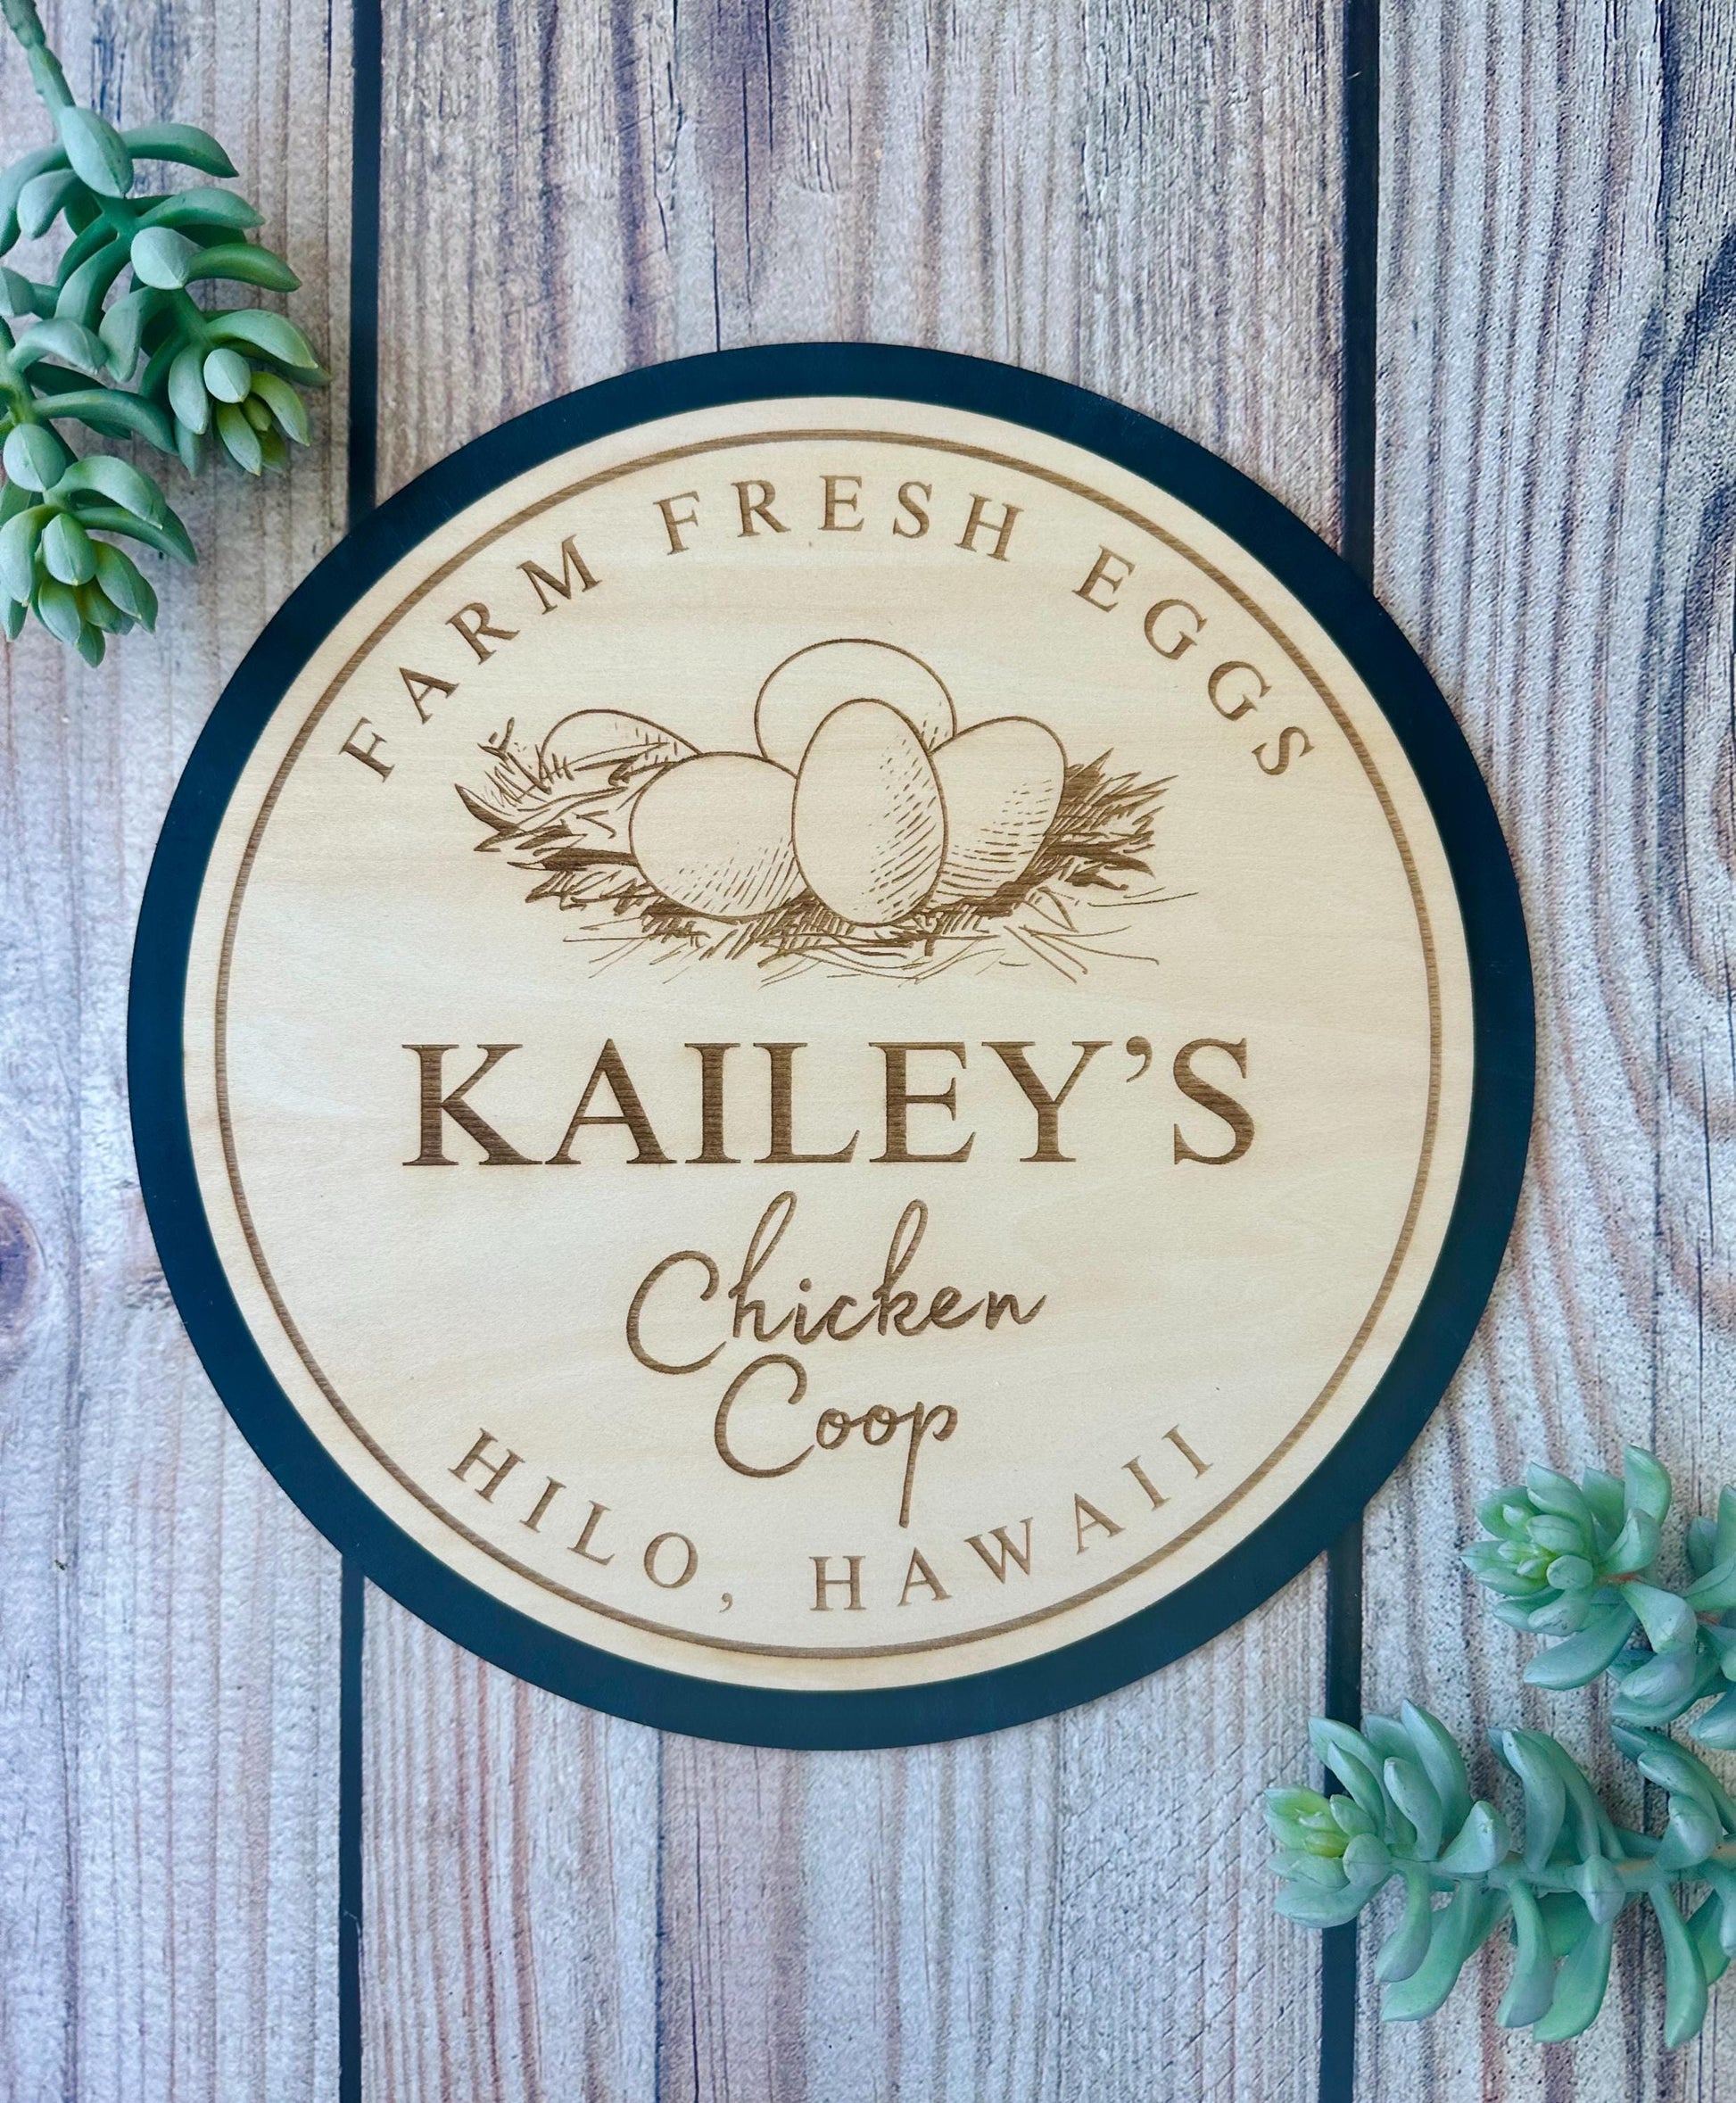 FARM FRESH EGGS
KAILEY’S
Chicken
Coop
HILO, HAWAII